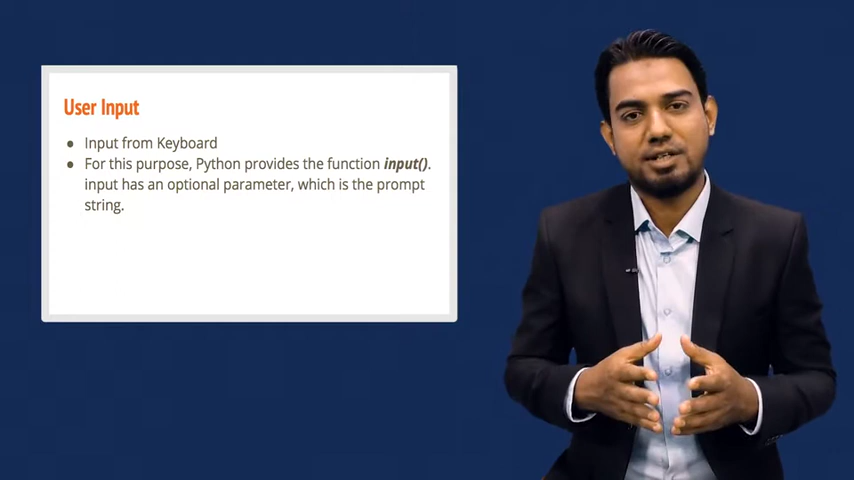 User Input
● Input from Keyboard
● For this purpose, Python provides the function input().
input has an optional parameter, which is the prompt
string.